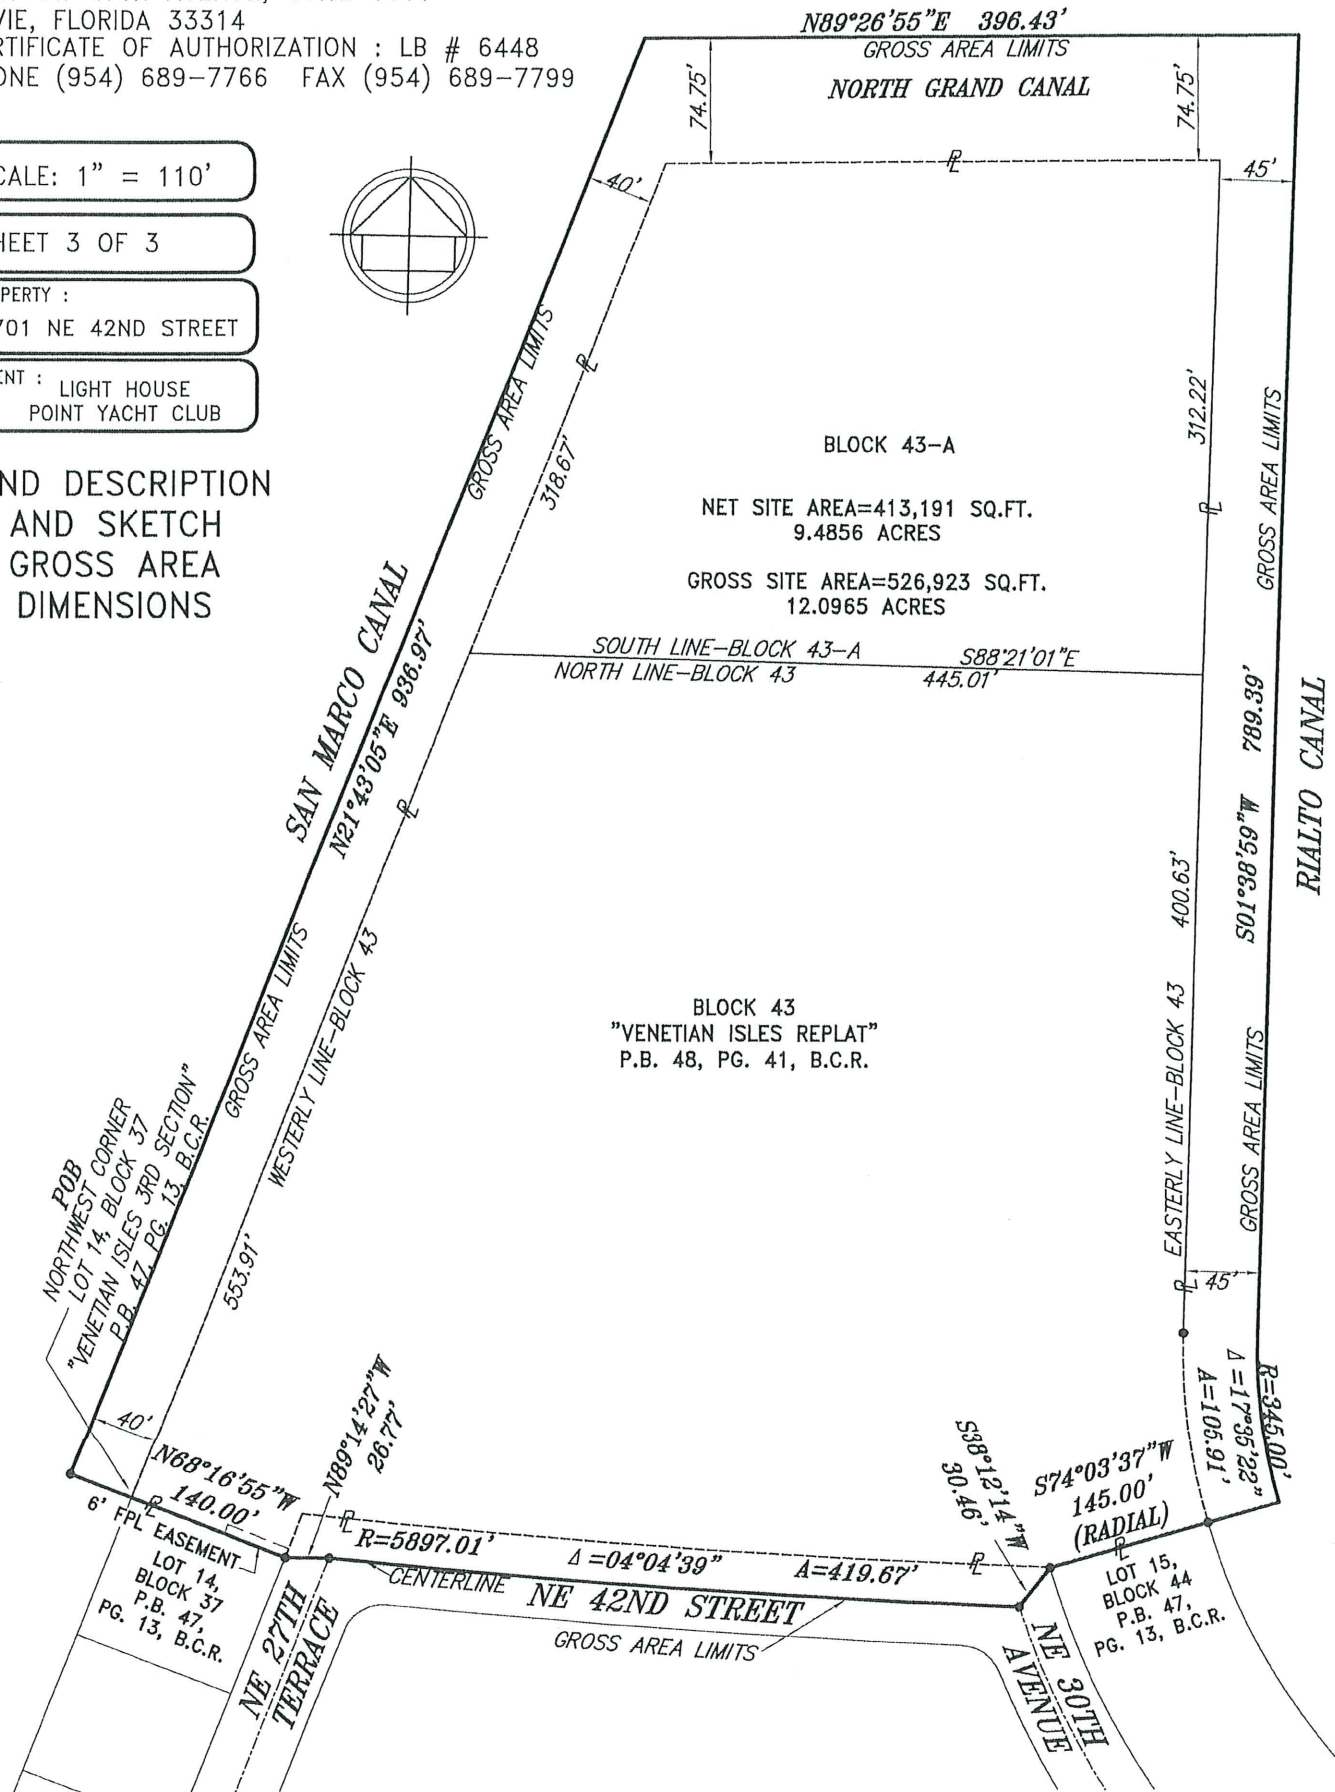 VIE, FLORIDA 33314
RTIFICATE OF AUTHORIZATION : LB # 6448
ONE (954) 689-7766 FAX (954) 689-7799
CALE: 1" = 110'
HEET 3 OF 3
PERTY :
701 NE 42ND STREET
ENT : LIGHT HOUSE
POINT YACHT CLUB
ND DESCRIPTION
AND SKETCH
GROSS AREA
DIMENSIONS
N89°26'55"E 396.43'
GROSS AREA LIMITS
NORTH GRAND CANAL
74.75'
74.75'
40'
45'
GROSS AREA LIMITS
318.67'
312.22'
GROSS AREA LIMITS
BLOCK 43-A
NET SITE AREA=413,191 SQ.FT.
9.4856 ACRES
GROSS SITE AREA=526,923 SQ.FT.
12.0965 ACRES
SOUTH LINE-BLOCK 43-A S88°21'01"E
NORTH LINE-BLOCK 43 445.01'
SAN MARCO CANAL
N21°43'05"E 936.97'
S01°38'59"W 789.39'
RIALTO CANAL
400.63'
EASTERLY LINE-BLOCK 43
GROSS AREA LIMITS
GROSS AREA LIMITS
WESTERLY LINE-BLOCK 43
BLOCK 43
"VENETIAN ISLES REPLAT"
P.B. 48, PG. 41, B.C.R.
POB
NORTHWEST CORNER
LOT 14, BLOCK 37
"VENETIAN ISLES 3RD SECTION"
P.B. 47, PG. 13, B.C.R.
553.91'
45'
R=345.00'
Δ=17°35'22"
A=105.91'
40'
N68°16'55"W
140.00'
N89°14'27"W
26.77'
6' FPL EASEMENT
LOT 14,
BLOCK 37
P.B. 47,
PG. 13, B.C.R.
R=5897.01' Δ=04°04'39" A=419.67'
CENTERLINE
NE 42ND STREET
GROSS AREA LIMITS
S38°12'14"W
30.46'
S74°03'37"W
145.00'
(RADIAL)
LOT 15,
BLOCK 44
P.B. 47,
PG. 13, B.C.R.
NE 27TH
TERRACE
NE 30TH
AVENUE